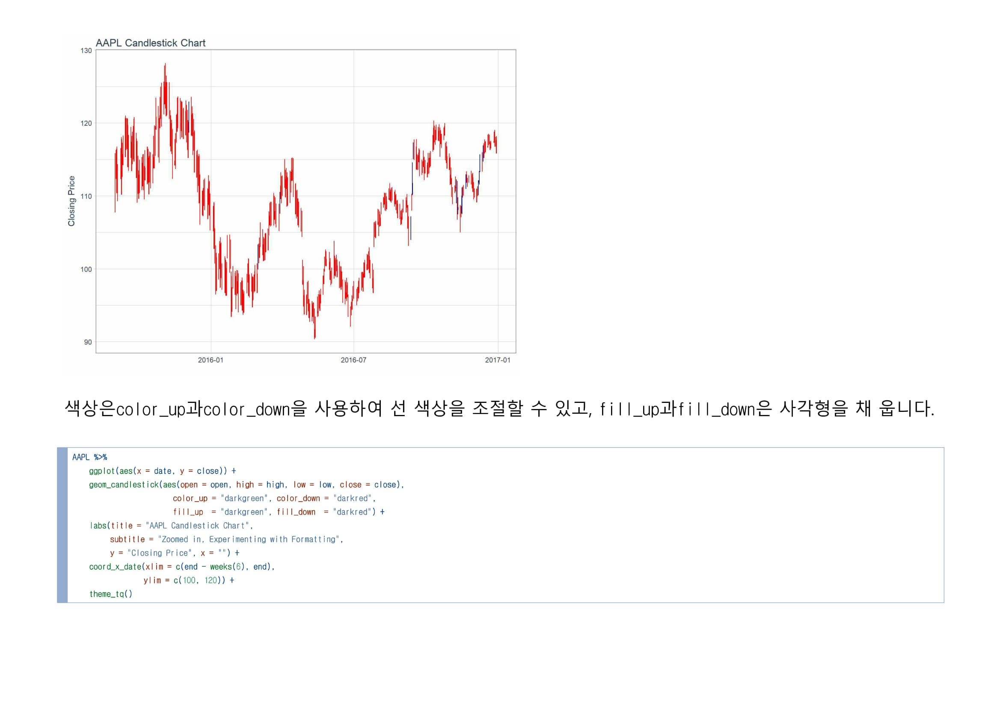 AAPL Candlestick Chart
130
120
110
100
90
Closing Price
2016-01 2016-07 2017-01
색상은color_up과color_down을 사용하여 선 색상을 조절할 수 있고, fill_up과fill_down은 사각형을 채 웁니다.
AAPL %>%
ggplot(aes(x = date, y = close)) +
geom_candlestick(aes(open = open, high = high, low = low, close = close),
color_up = "darkgreen", color_down = "darkred",
fill_up  = "darkgreen", fill_down  = "darkred") +
labs(title = "AAPL Candlestick Chart",
subtitle = "Zoomed in, Experimenting with Formatting",
y = "Closing Price", x = "") +
coord_x_date(xlim = c(end - weeks(6), end),
ylim = c(100, 120)) +
theme_tq()